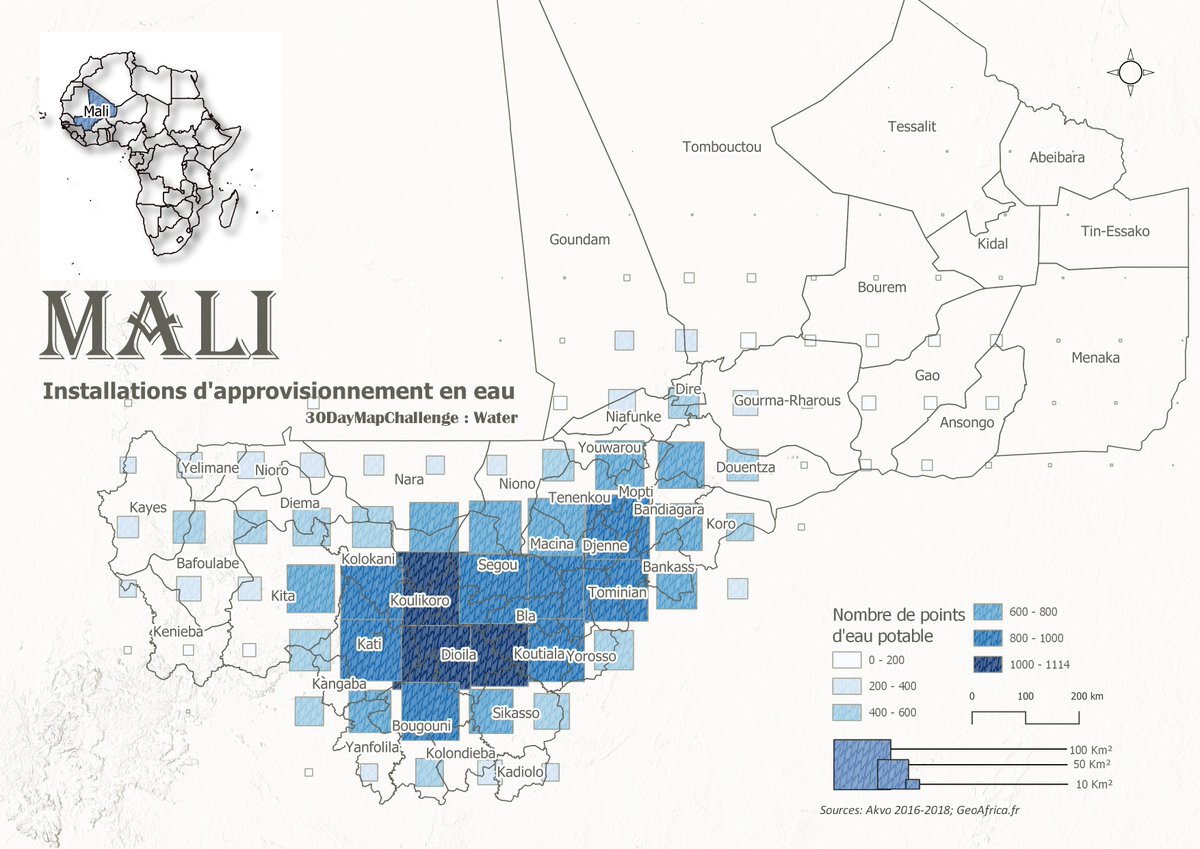 Mali
MALI
Installations d'approvisionnement en eau
30DayMapChallenge : Water
Tombouctou
Tessalit
Abeibara
Goundam
Kidal
Tin-Essako
Bourem
Menaka
Gao
Dire
Gourma-Rharous
Niafunke
Ansongo
Youwarou
Douentza
Yelimane
Nioro
Nara
Niono
Tenenkou
Mopti
Kayes
Diema
Bandiagara
Koro
Macina
Djenne
Bafoulabe
Kolokani
Segou
Bankass
Kita
Koulikoro
Tominian
Bla
Kenieba
Kati
Dioila
Koutiala
Yorosso
Kangaba
Sikasso
Bougouni
Yanfolila
Kolondieba
Kadiolo
Nombre de points
d'eau potable
0 - 200
200 - 400
400 - 600
600 - 800
800 - 1000
1000 - 1114
0 100 200 km
100 Km²
50 Km²
10 Km²
Sources: Akvo 2016-2018; GeoAfrica.fr